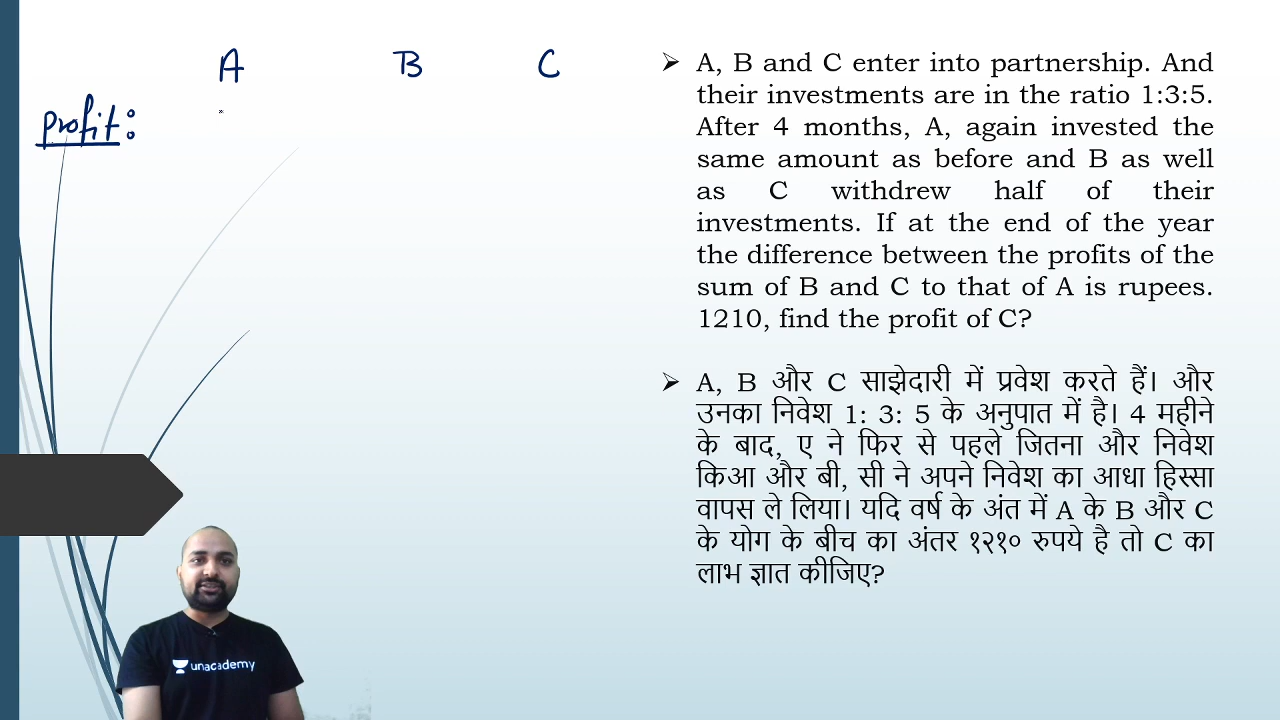 A B C
profit:
➢ A, B and C enter into partnership. And
their investments are in the ratio 1:3:5.
After 4 months, A, again invested the
same amount as before and B as well
as C withdrew half of their
investments. If at the end of the year
the difference between the profits of the
sum of B and C to that of A is rupees.
1210, find the profit of C?
➢ A, B और C साझेदारी में प्रवेश करते हैं। और
उनका निवेश 1: 3: 5 के अनुपात में है। 4 महीने
के बाद, ए ने फिर से पहले जितना और निवेश
किआ और बी, सी ने अपने निवेश का आधा हिस्सा
वापस ले लिया। यदि वर्ष के अंत में A के B और C
के योग के बीच का अंतर १२१० रुपये है तो C का
लाभ ज्ञात कीजिए?
unacademy